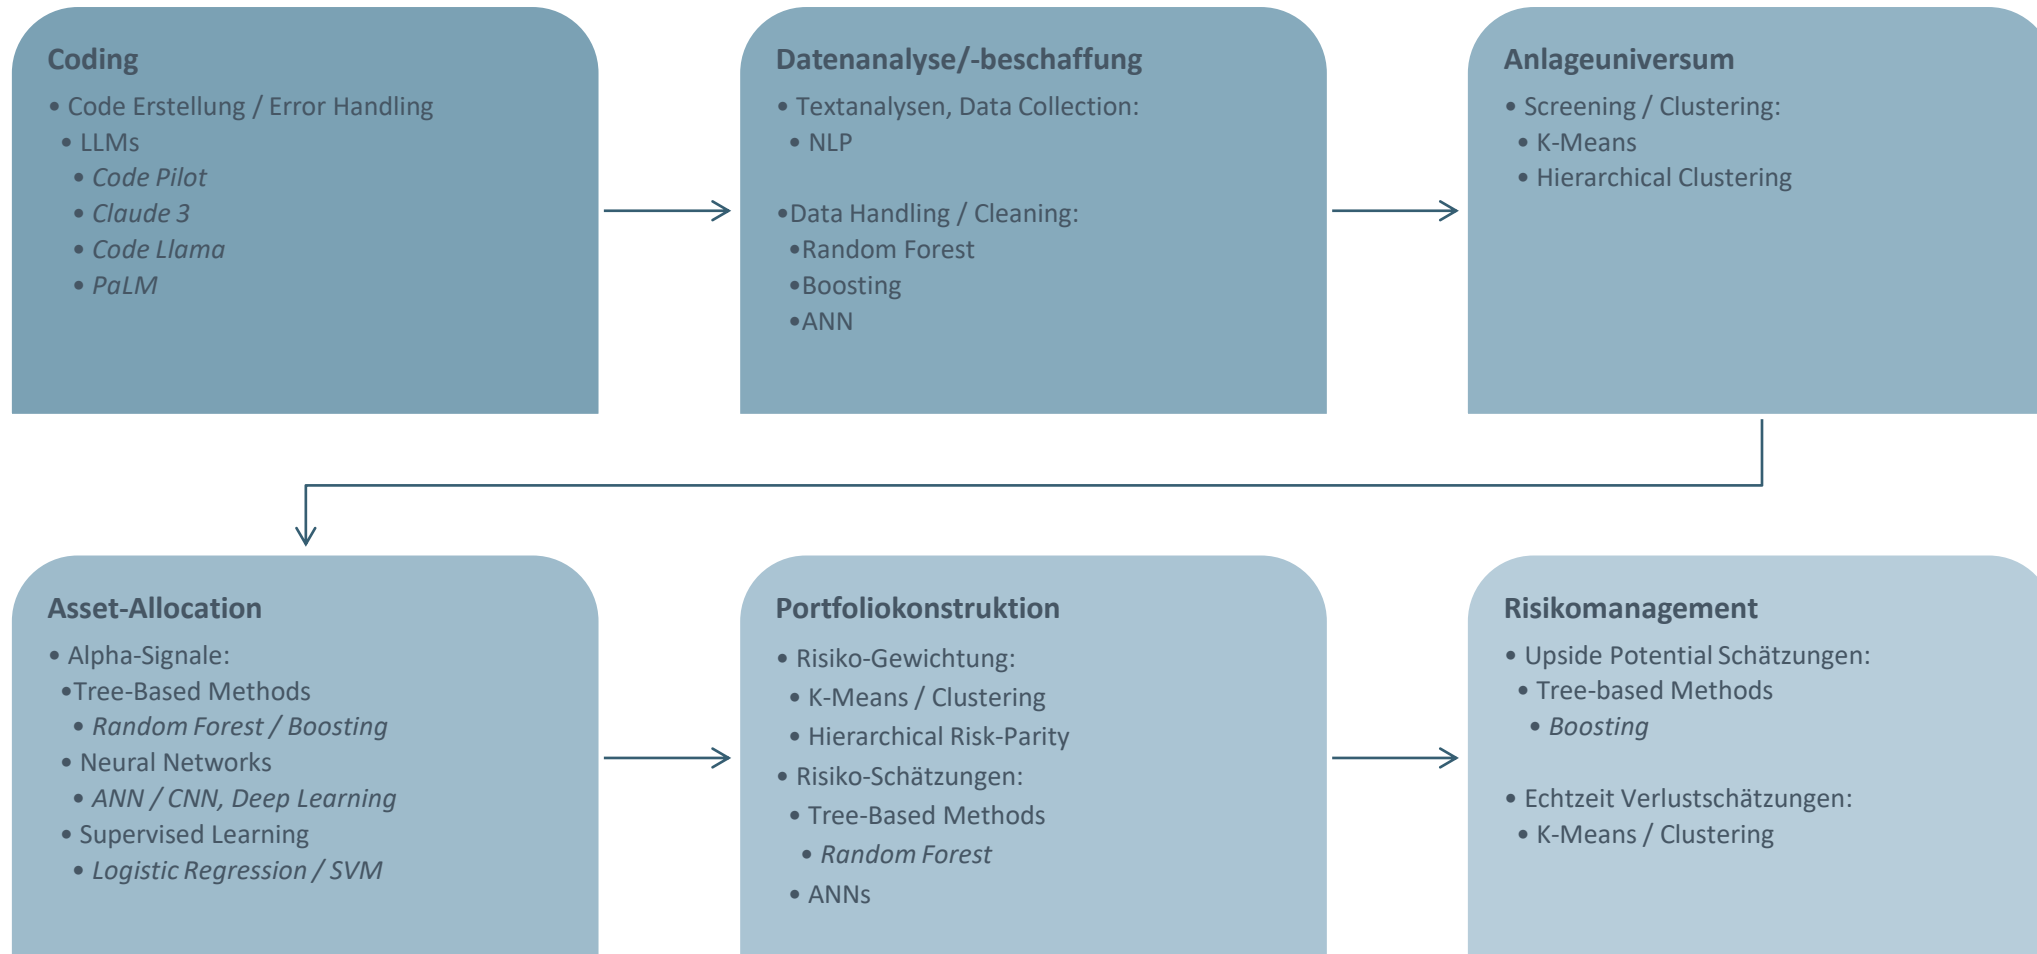 Coding
• Code Erstellung / Error Handling
• LLMs
• Code Pilot
• Claude 3
• Code Llama
• PaLM
Datenanalyse/-beschaffung
• Textanalysen, Data Collection:
• NLP
•Data Handling / Cleaning:
•Random Forest
•Boosting
•ANN
Anlageuniversum
• Screening / Clustering:
• K-Means
• Hierarchical Clustering
Asset-Allocation
• Alpha-Signale:
•Tree-Based Methods
• Random Forest / Boosting
• Neural Networks
• ANN / CNN, Deep Learning
• Supervised Learning
• Logistic Regression / SVM
Portfoliokonstruktion
• Risiko-Gewichtung:
• K-Means / Clustering
• Hierarchical Risk-Parity
• Risiko-Schätzungen:
• Tree-Based Methods
• Random Forest
• ANNs
Risikomanagement
• Upside Potential Schätzungen:
• Tree-based Methods
• Boosting
• Echtzeit Verlustschätzungen:
• K-Means / Clustering